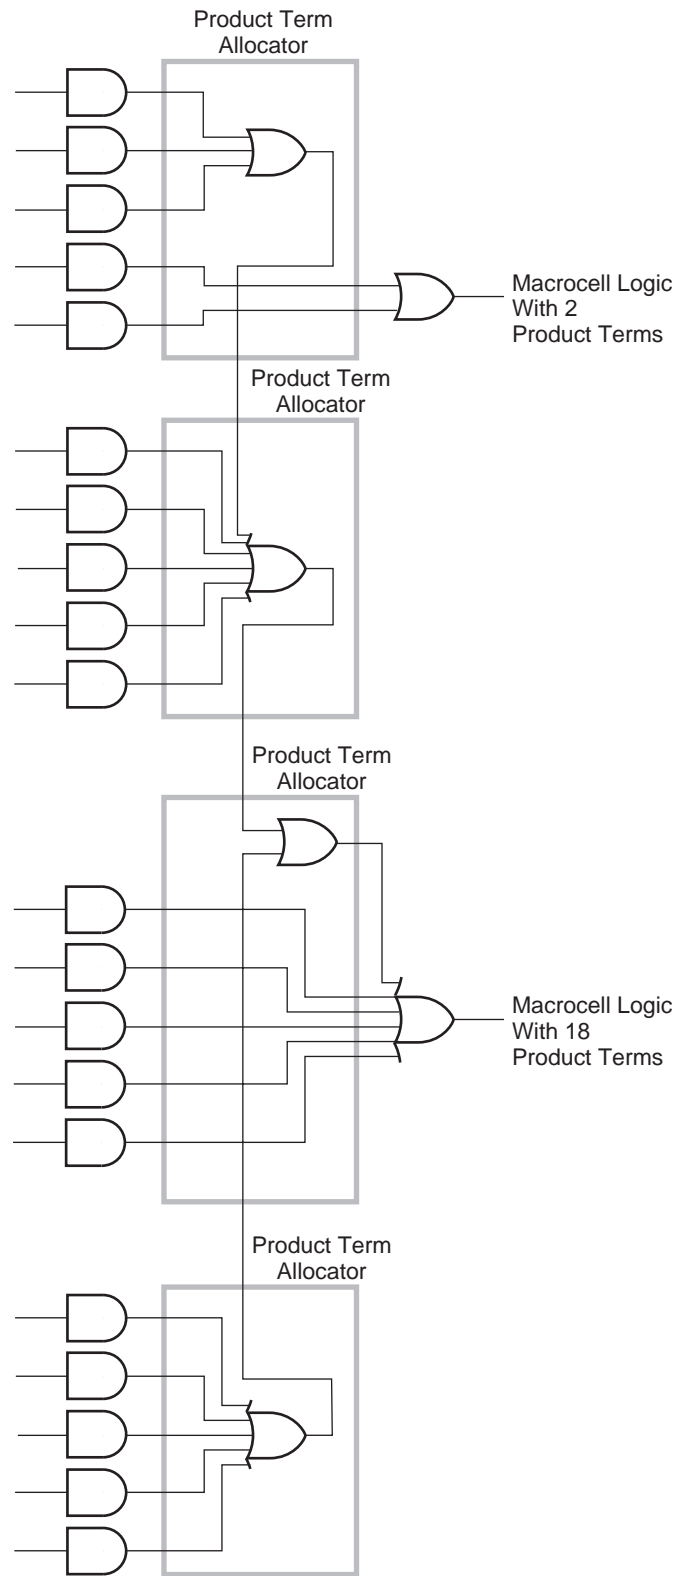 Product Term
Allocator
Macrocell Logic
With 2
Product Terms
Product Term
Allocator
Product Term
Allocator
Macrocell Logic
With 18
Product Terms
Product Term
Allocator